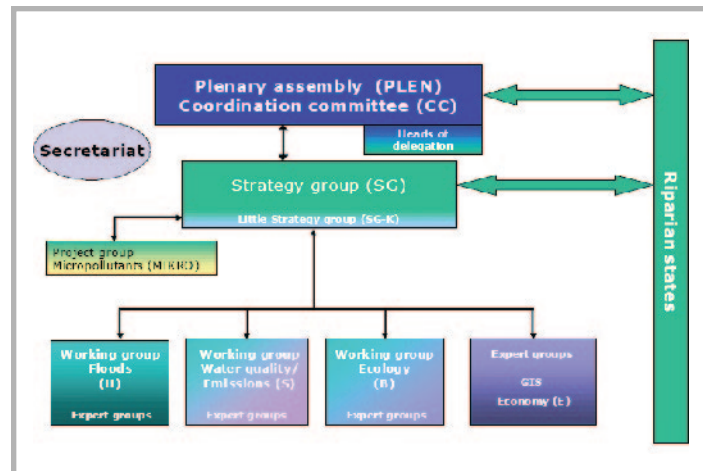 Plenary assembly (PLEN)
Coordination committee (CC)
Heads of
delegation
Secretariat
Strategy group (SG)
Little Strategy group (SG-K)
Project group
Micropollutants (MIKRO)
Riparian states
Working group
Floods
(H)
Expert groups
Working group
Water quality/
Emissions (S)
Expert groups
Working group
Ecology
(B)
Expert groups
Expert groups
GIS
Economy (E)